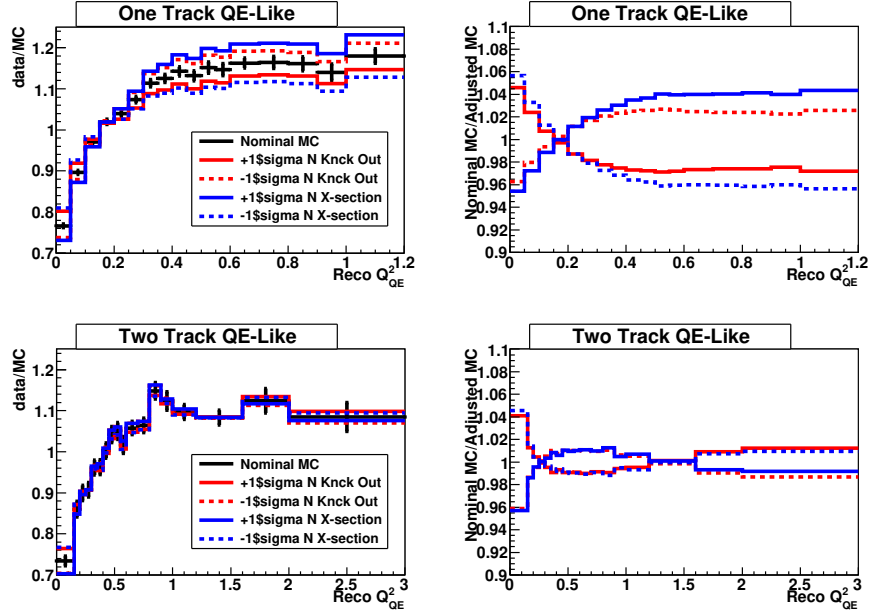 One Track QE-Like
data/MC
1.2
1.1
1
0.9
0.8
0.7
Nominal MC
+1$sigma N Knck Out
-1$sigma N Knck Out
+1$sigma N X-section
-1$sigma N X-section
0 0.2 0.4 0.6 0.8 1 1.2
Reco Q²QE
One Track QE-Like
Nominal MC/Adjusted MC
1.1
1.08
1.06
1.04
1.02
1
0.98
0.96
0.94
0.92
0.9
0 0.2 0.4 0.6 0.8 1 1.2
Reco Q²QE
Two Track QE-Like
data/MC
1.2
1.1
1
0.9
0.8
0.7
Nominal MC
+1$sigma N Knck Out
-1$sigma N Knck Out
+1$sigma N X-section
-1$sigma N X-section
0 0.5 1 1.5 2 2.5 3
Reco Q²QE
Two Track QE-Like
Nominal MC/Adjusted MC
1.1
1.08
1.06
1.04
1.02
1
0.98
0.96
0.94
0.92
0.9
0 0.5 1 1.5 2 2.5 3
Reco Q²QE